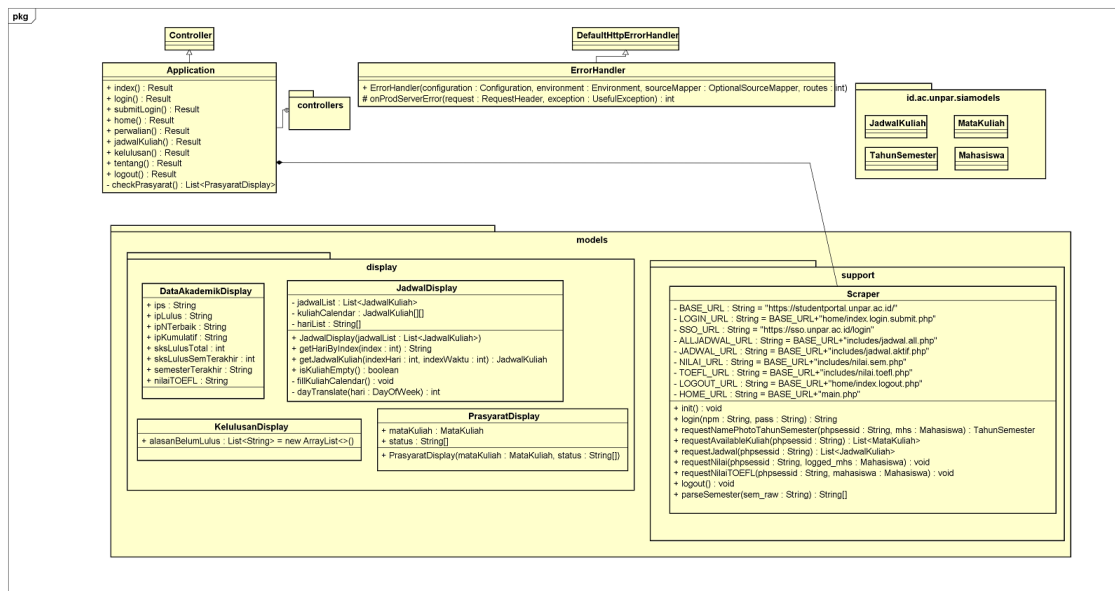 pkg
Controller
Application
+ index() : Result
+ login() : Result
+ submitLogin() : Result
+ home() : Result
+ perwalian() : Result
+ jadwalKuliah() : Result
+ kelulusan() : Result
+ tentang() : Result
+ logout() : Result
- checkPrasyarat() : List<PrasyaratDisplay>
controllers
DefaultHttpErrorHandler
ErrorHandler
+ ErrorHandler(configuration : Configuration, environment : Environment, sourceMapper : OptionalSourceMapper, routes : int)
# onProdServerError(request : RequestHeader, exception : UsefulException) : int
id.ac.unpar.siamodels
JadwalKuliah
MataKuliah
TahunSemester
Mahasiswa
models
display
DataAkademikDisplay
+ ips : String
+ ipLulus : String
+ ipNTerbaik : String
+ ipKumulatif : String
+ sksLulusTotal : int
+ sksLulusSemTerakhir : int
+ semesterTerakhir : String
+ nilaiTOEFL : String
JadwalDisplay
- jadwalList : List<JadwalKuliah>
- kuliahCalendar : JadwalKuliah[][]
- hariList : String[]
+ JadwalDisplay(jadwalList : List<JadwalKuliah>)
+ getHariByIndex(index : int) : String
+ getJadwalKuliah(indexHari : int, indexWaktu : int) : JadwalKuliah
+ isKuliahEmpty() : boolean
- fillKuliahCalendar() : void
- dayTranslate(hari : DayOfWeek) : int
KelulusanDisplay
+ alasanBelumLulus : List<String> = new ArrayList<>()
PrasyaratDisplay
+ mataKuliah : MataKuliah
+ status : String[]
+ PrasyaratDisplay(mataKuliah : MataKuliah, status : String[])
support
Scraper
- BASE_URL : String = "https://studentportal.unpar.ac.id/"
- LOGIN_URL : String = BASE_URL+"home/index.login.submit.php"
- SSO_URL : String = "https://sso.unpar.ac.id/login"
- ALLJADWAL_URL : String = BASE_URL+"includes/jadwal.all.php"
- JADWAL_URL : String = BASE_URL+"includes/jadwal.aktif.php"
- NILAI_URL : String = BASE_URL+"includes/nilai.sem.php"
- TOEFL_URL : String = BASE_URL+"includes/nilai.toefl.php"
- LOGOUT_URL : String = BASE_URL+"home/index.logout.php"
- HOME_URL : String = BASE_URL+"main.php"
+ init() : void
+ login(npm : String, pass : String) : String
+ requestNamePhotoTahunSemester(phpsessid : String, mhs : Mahasiswa) : TahunSemester
+ requestAvailableKuliah(phpsessid : String) : List<MataKuliah>
+ requestJadwal(phpsessid : String) : List<JadwalKuliah>
+ requestNilai(phpsessid : String, logged_mhs : Mahasiswa) : void
+ requestNilaiTOEFL(phpsessid : String, mahasiswa : Mahasiswa) : void
+ logout() : void
+ parseSemester(sem_raw : String) : String[]